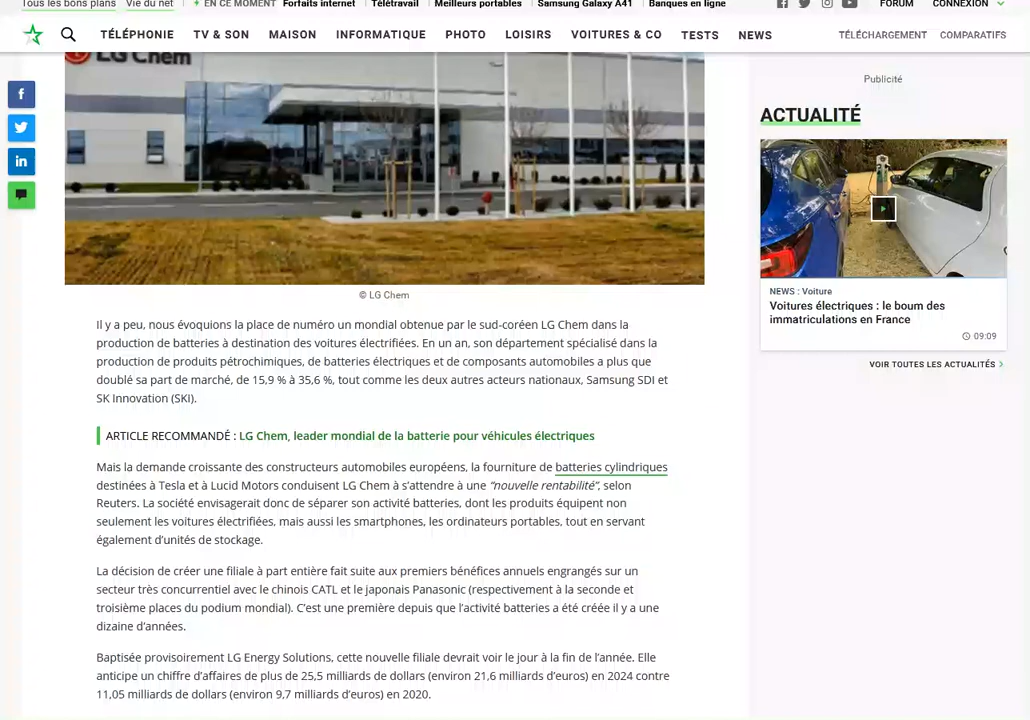 Tous les bons plans Vie du net EN CE MOMENT Forfaits internet Télétravail Meilleurs portables Samsung Galaxy A41 Banques en ligne FORUM CONNEXION
TÉLÉPHONIE TV & SON MAISON INFORMATIQUE PHOTO LOISIRS VOITURES & CO TESTS NEWS TÉLÉCHARGEMENT COMPARATIFS
LG Chem
© LG Chem
Il y a peu, nous évoquions la place de numéro un mondial obtenue par le sud-coréen LG Chem dans la
production de batteries à destination des voitures électrifiées. En un an, son département spécialisé dans la
production de produits pétrochimiques, de batteries électriques et de composants automobiles a plus que
doublé sa part de marché, de 15,9 % à 35,6 %, tout comme les deux autres acteurs nationaux, Samsung SDI et
SK Innovation (SKI).
ARTICLE RECOMMANDÉ : LG Chem, leader mondial de la batterie pour véhicules électriques
Mais la demande croissante des constructeurs automobiles européens, la fourniture de batteries cylindriques
destinées à Tesla et à Lucid Motors conduisent LG Chem à s’attendre à une “nouvelle rentabilité”, selon
Reuters. La société envisagerait donc de séparer son activité batteries, dont les produits équipent non
seulement les voitures électrifiées, mais aussi les smartphones, les ordinateurs portables, tout en servant
également d’unités de stockage.
La décision de créer une filiale à part entière fait suite aux premiers bénéfices annuels engrangés sur un
secteur très concurrentiel avec le chinois CATL et le japonais Panasonic (respectivement à la seconde et
troisième places du podium mondial). C’est une première depuis que l’activité batteries a été créée il y a une
dizaine d’années.
Baptisée provisoirement LG Energy Solutions, cette nouvelle filiale devrait voir le jour à la fin de l’année. Elle
anticipe un chiffre d’affaires de plus de 25,5 milliards de dollars (environ 21,6 milliards d’euros) en 2024 contre
11,05 milliards de dollars (environ 9,7 milliards d’euros) en 2020.
Publicité
ACTUALITÉ
NEWS : Voiture
Voitures électriques : le boum des
immatriculations en France
09:09
VOIR TOUTES LES ACTUALITÉS